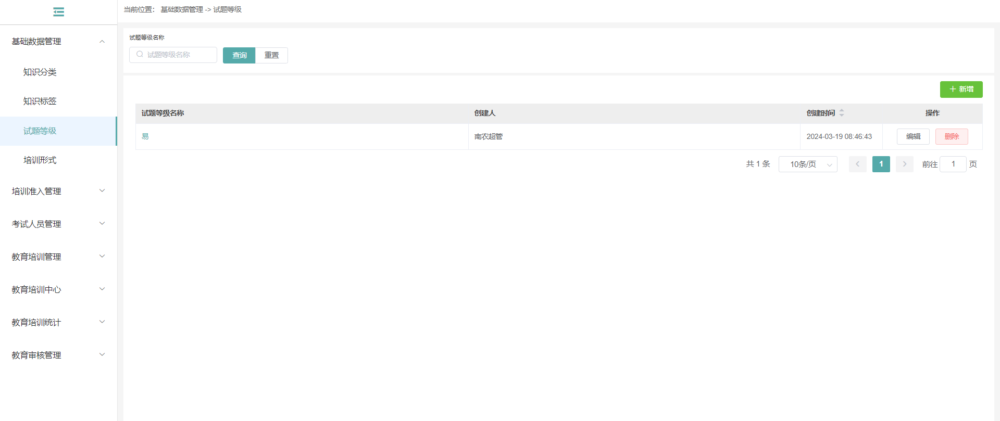 当前位置： 基础数据管理 -> 试题等级
基础数据管理
知识分类
知识标签
试题等级
培训形式
培训准入管理
考试人员管理
教育培训管理
教育培训中心
教育培训统计
教育审核管理
试题等级名称
试题等级名称 查询 重置
新增
试题等级名称 创建人 创建时间 操作
易 南农超管 2024-03-19 08:46:43 编辑 删除
共 1 条 10条/页 1 前往 1 页